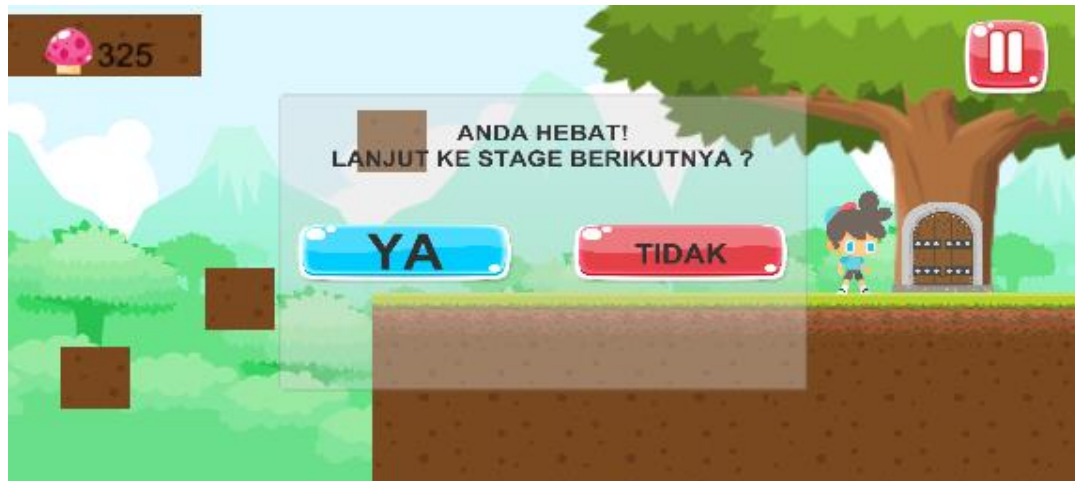 325
ANDA HEBAT!
LANJUT KE STAGE BERIKUTNYA ?
YA
TIDAK